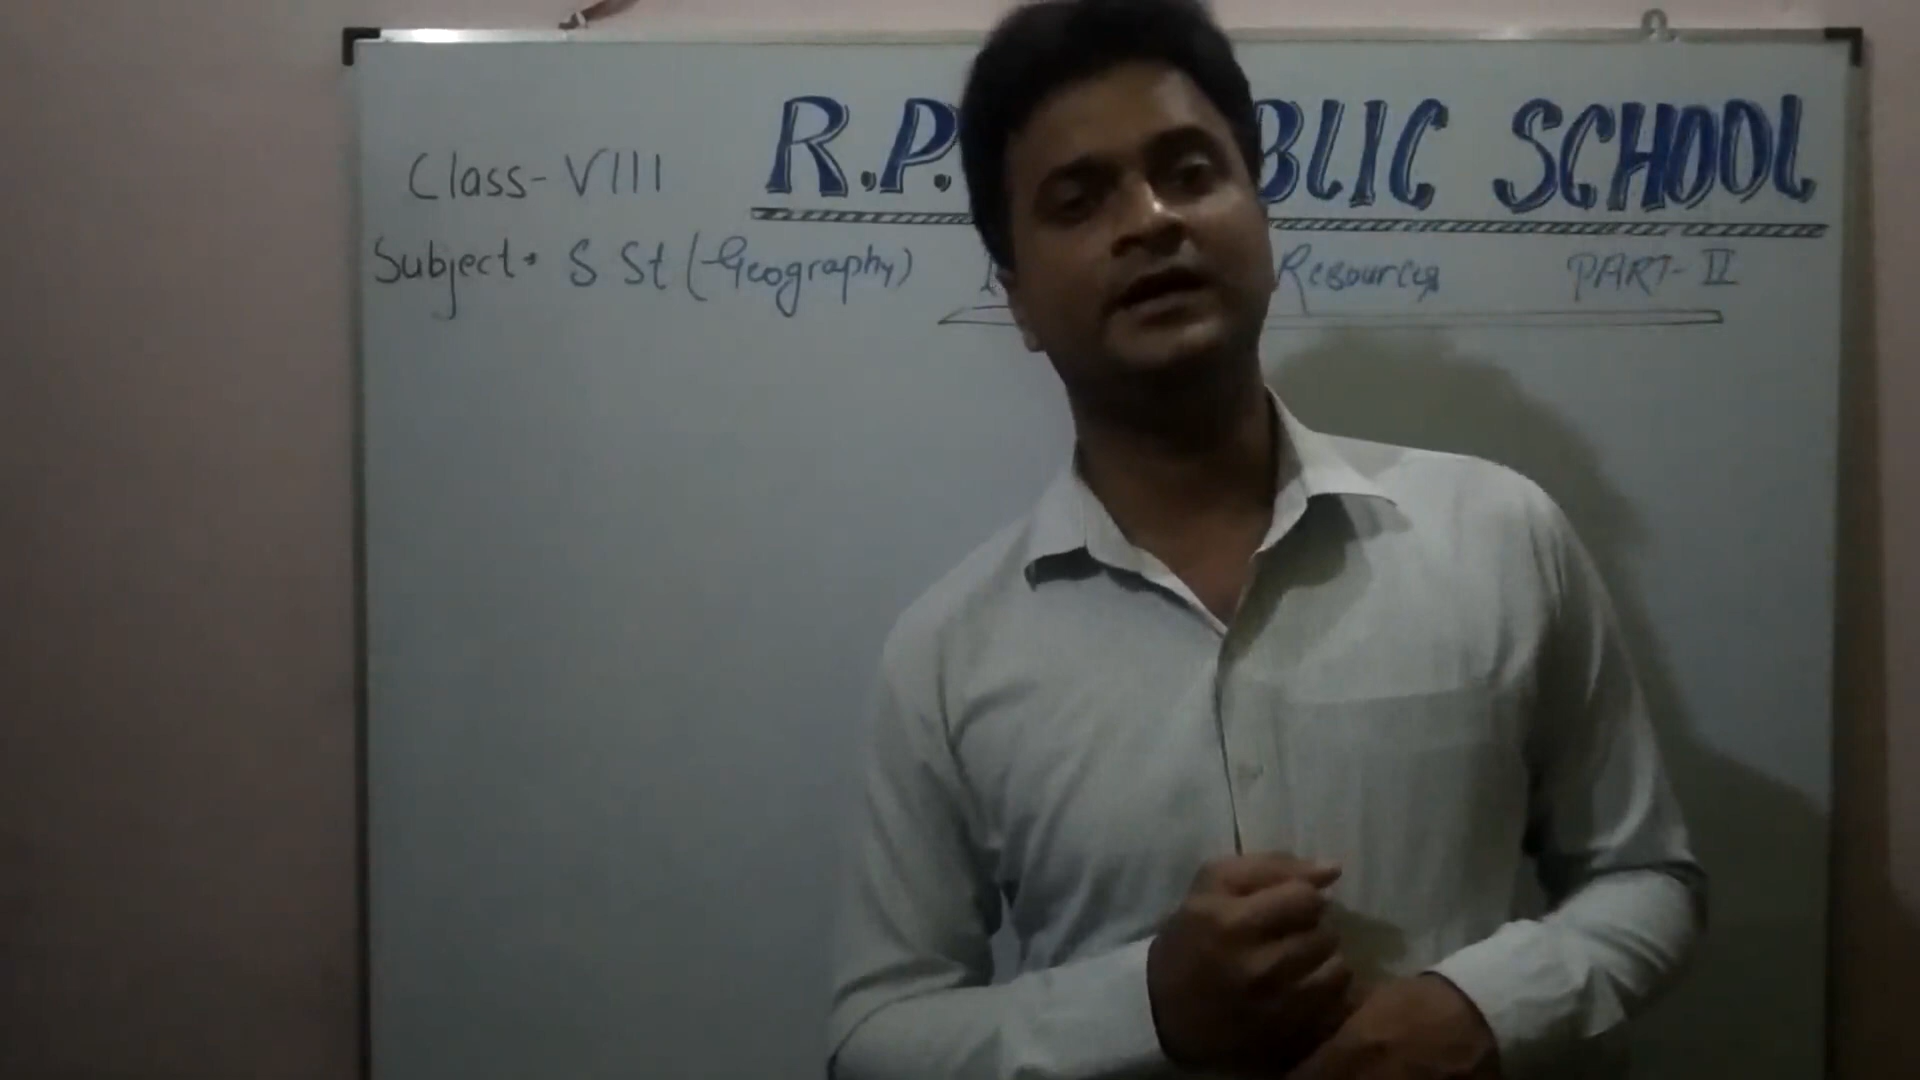 R.P. BLIC SCHOOL
Class- VIII
Subject- S St (Geography) Resources PART-II